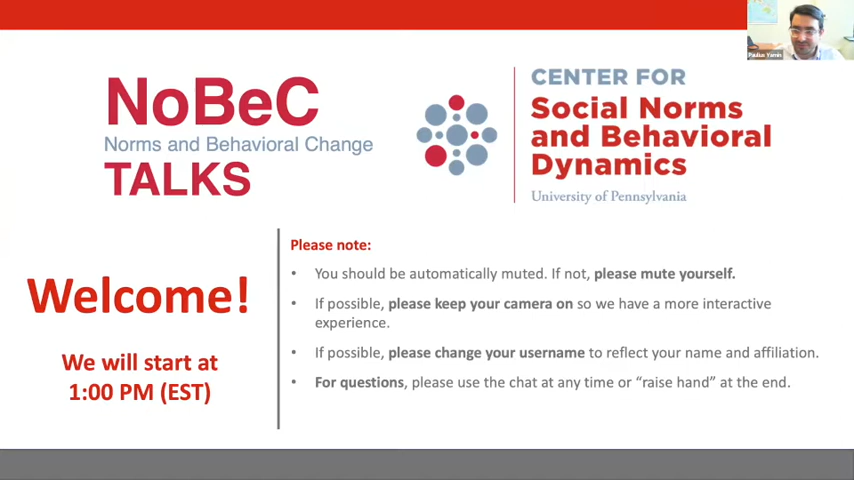 Paulius Yamin
NoBeC
Norms and Behavioral Change
TALKS
CENTER FOR
Social Norms
and Behavioral
Dynamics
University of Pennsylvania
Welcome!
We will start at
1:00 PM (EST)
Please note:
• You should be automatically muted. If not, please mute yourself.
• If possible, please keep your camera on so we have a more interactive
experience.
• If possible, please change your username to reflect your name and affiliation.
• For questions, please use the chat at any time or “raise hand” at the end.